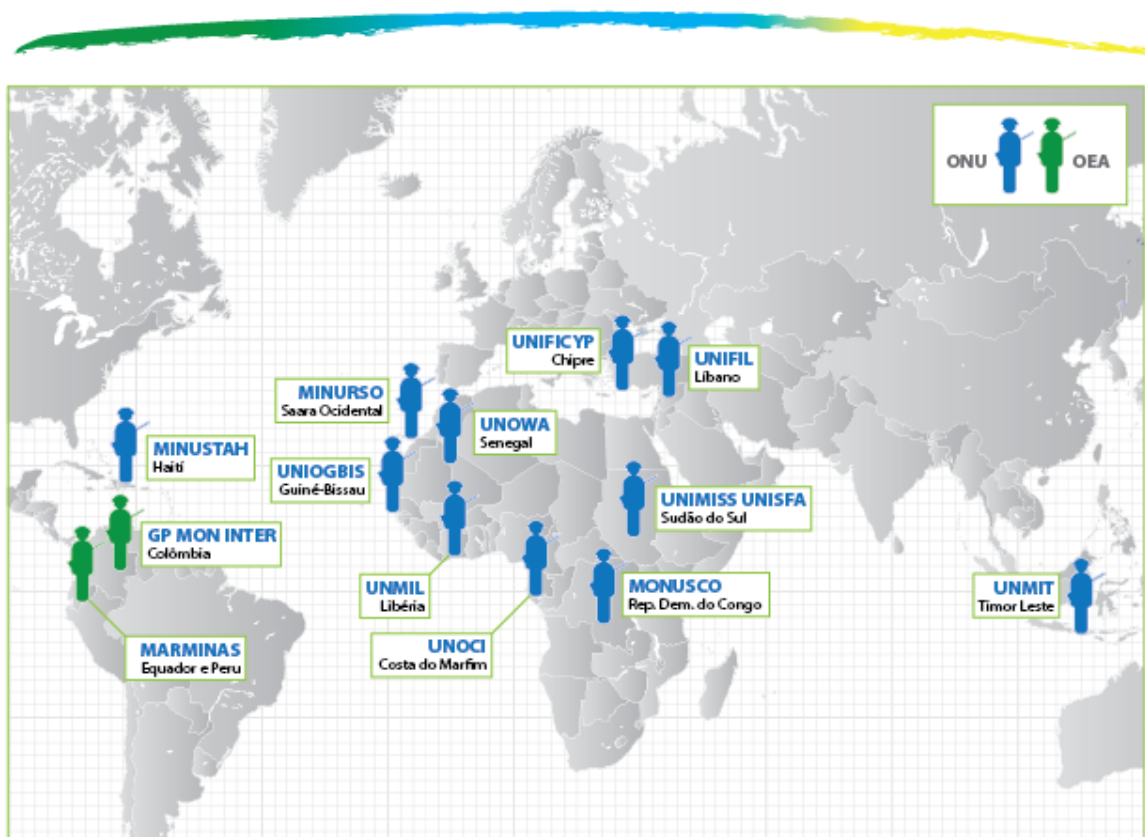 ONU
OEA
UNIFICYP
Chipre
UNIFIL
Líbano
MINURSO
Saara Ocidental
UNOWA
Senegal
MINUSTAH
Haití
UNIOGBIS
Guiné-Bissau
UNIMISS UNISFA
Sudão do Sul
GP MON INTER
Colômbia
UNMIL
Libéria
MONUSCO
Rep. Dem. do Congo
UNMIT
Timor Leste
UNOCI
Costa do Marfim
MARMINAS
Equador e Peru